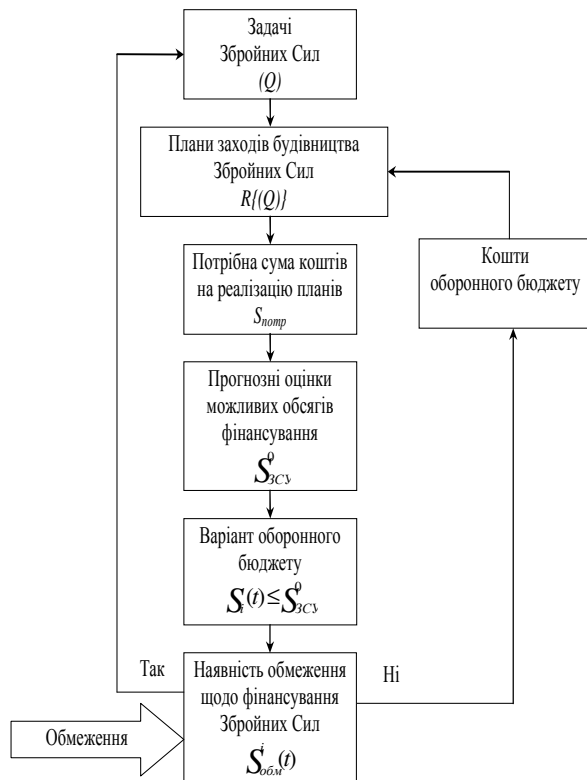 Задачі
Збройних Сил
(Q)
Плани заходів будівництва
Збройних Сил
R{(Q)}
Потрібна сума коштів
на реалізацію планів
Sпотр
Кошти
оборонного бюджету
Прогнозні оцінки
можливих обсягів
фінансування
S⁰ЗСУ
Варіант оборонного
бюджету
Si(t) ≤ S⁰ЗСУ
Так
Наявність обмеження
щодо фінансування
Збройних Сил
Sⁱобм(t)
Ні
Обмеження